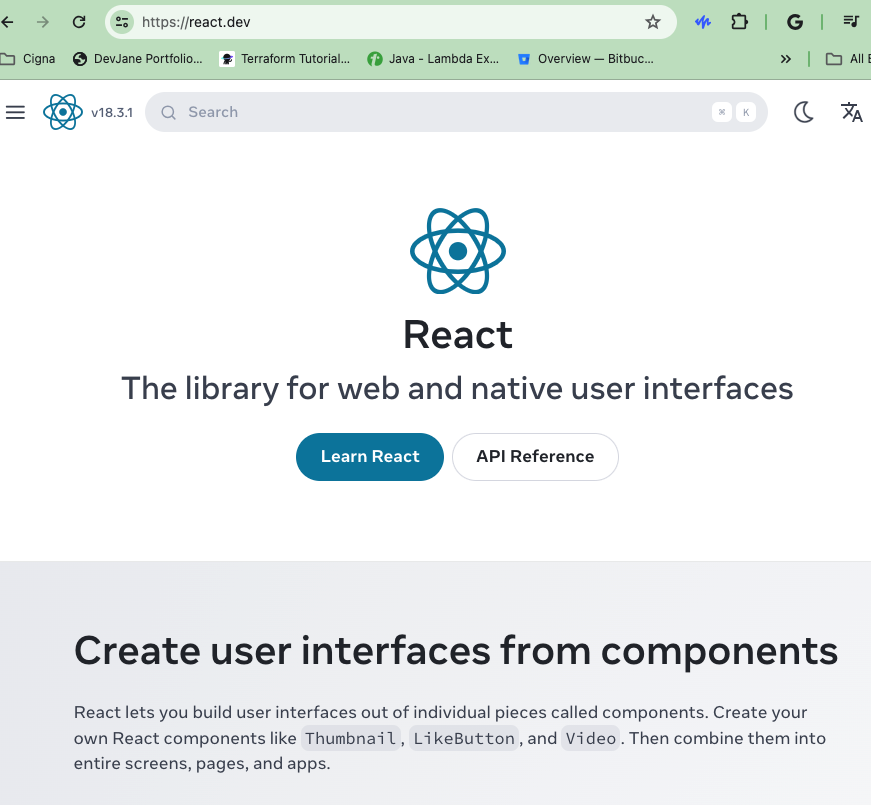 https://react.dev
Cigna
DevJane Portfolio...
Terraform Tutorial...
Java - Lambda Ex...
Overview — Bitbuc...
»
All B
v18.3.1
Search
⌘ K
React
The library for web and native user interfaces
Learn React
API Reference
Create user interfaces from components
React lets you build user interfaces out of individual pieces called components. Create your
own React components like Thumbnail, LikeButton, and Video. Then combine them into
entire screens, pages, and apps.